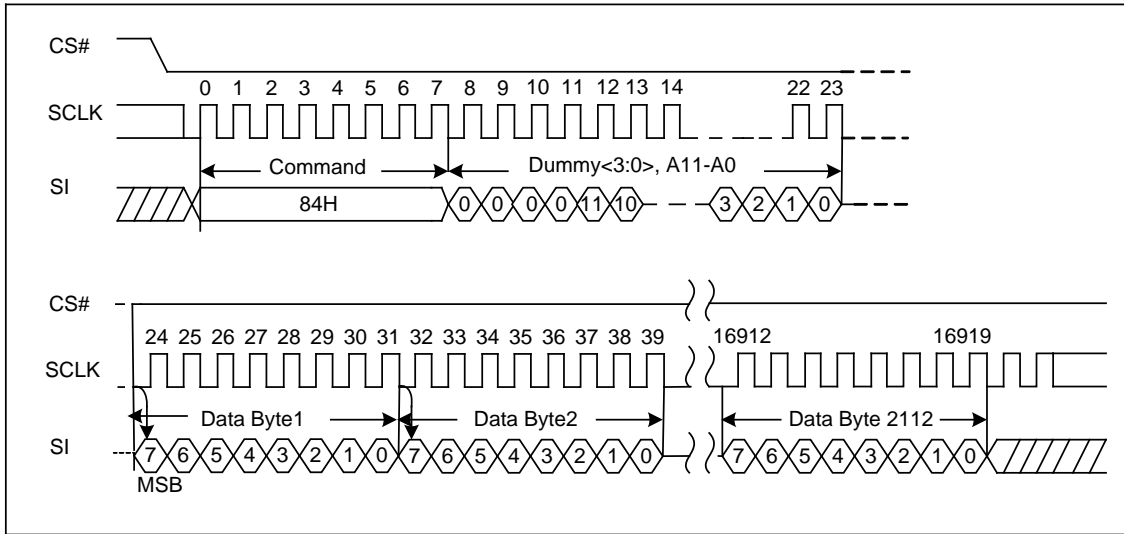 CS#
0 1 2 3 4 5 6 7 8 9 10 11 12 13 14 22 23
SCLK
Command Dummy<3:0>, A11-A0
SI
84H 0 0 0 0 11 10 3 2 1 0
CS#
24 25 26 27 28 29 30 31 32 33 34 35 36 37 38 39 16912 16919
SCLK
Data Byte1 Data Byte2 Data Byte 2112
SI
7 6 5 4 3 2 1 0 7 6 5 4 3 2 1 0 7 6 5 4 3 2 1 0
MSB